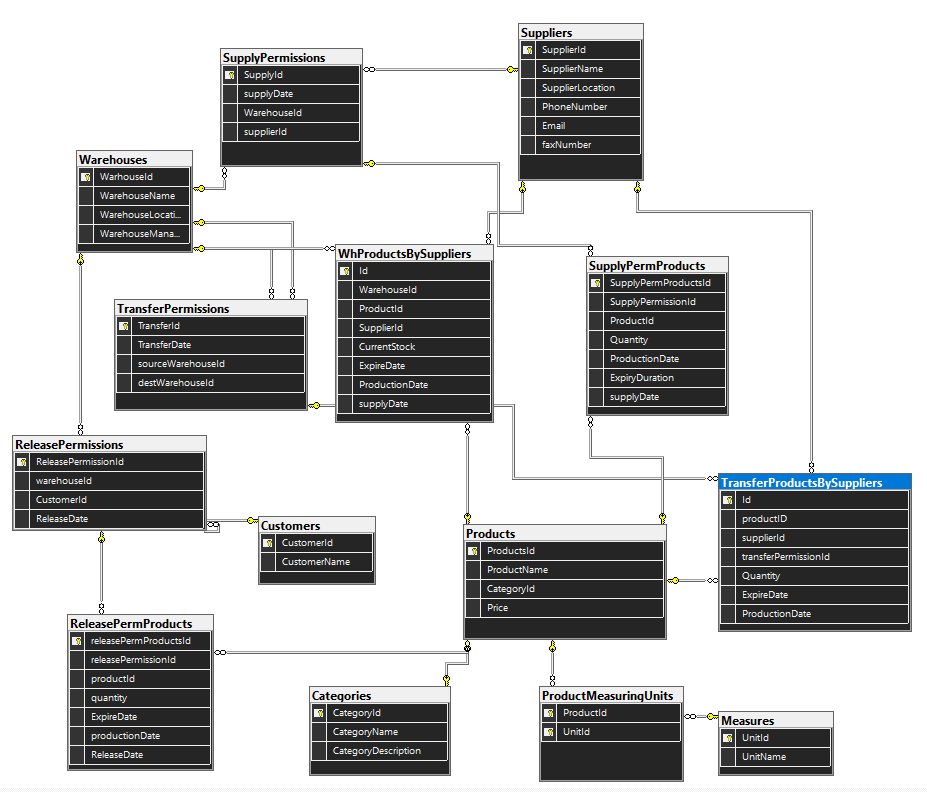 Suppliers
SupplierId
SupplierName
SupplierLocation
PhoneNumber
Email
faxNumber
SupplyPermissions
SupplyId
supplyDate
WarehouseId
supplierId
Warehouses
WarhouseId
WarehouseName
WarehouseLocati...
WarehouseMana...
WhProductsBySuppliers
Id
WarehouseId
ProductId
SupplierId
CurrentStock
ExpireDate
ProductionDate
supplyDate
SupplyPermProducts
SupplyPermProductsId
SupplyPermissionId
ProductId
Quantity
ProductionDate
ExpiryDuration
supplyDate
TransferPermissions
TransferId
TransferDate
sourceWarehouseId
destWarehouseId
ReleasePermissions
ReleasePermissionId
warehouseId
CustomerId
ReleaseDate
TransferProductsBySuppliers
Id
productID
supplierId
transferPermissionId
Quantity
ExpireDate
ProductionDate
Customers
CustomerId
CustomerName
Products
ProductsId
ProductName
CategoryId
Price
ReleasePermProducts
releasePermProductsId
releasePermissionId
productId
quantity
ExpireDate
productionDate
ReleaseDate
Categories
CategoryId
CategoryName
CategoryDescription
ProductMeasuringUnits
ProductId
UnitId
Measures
UnitId
UnitName